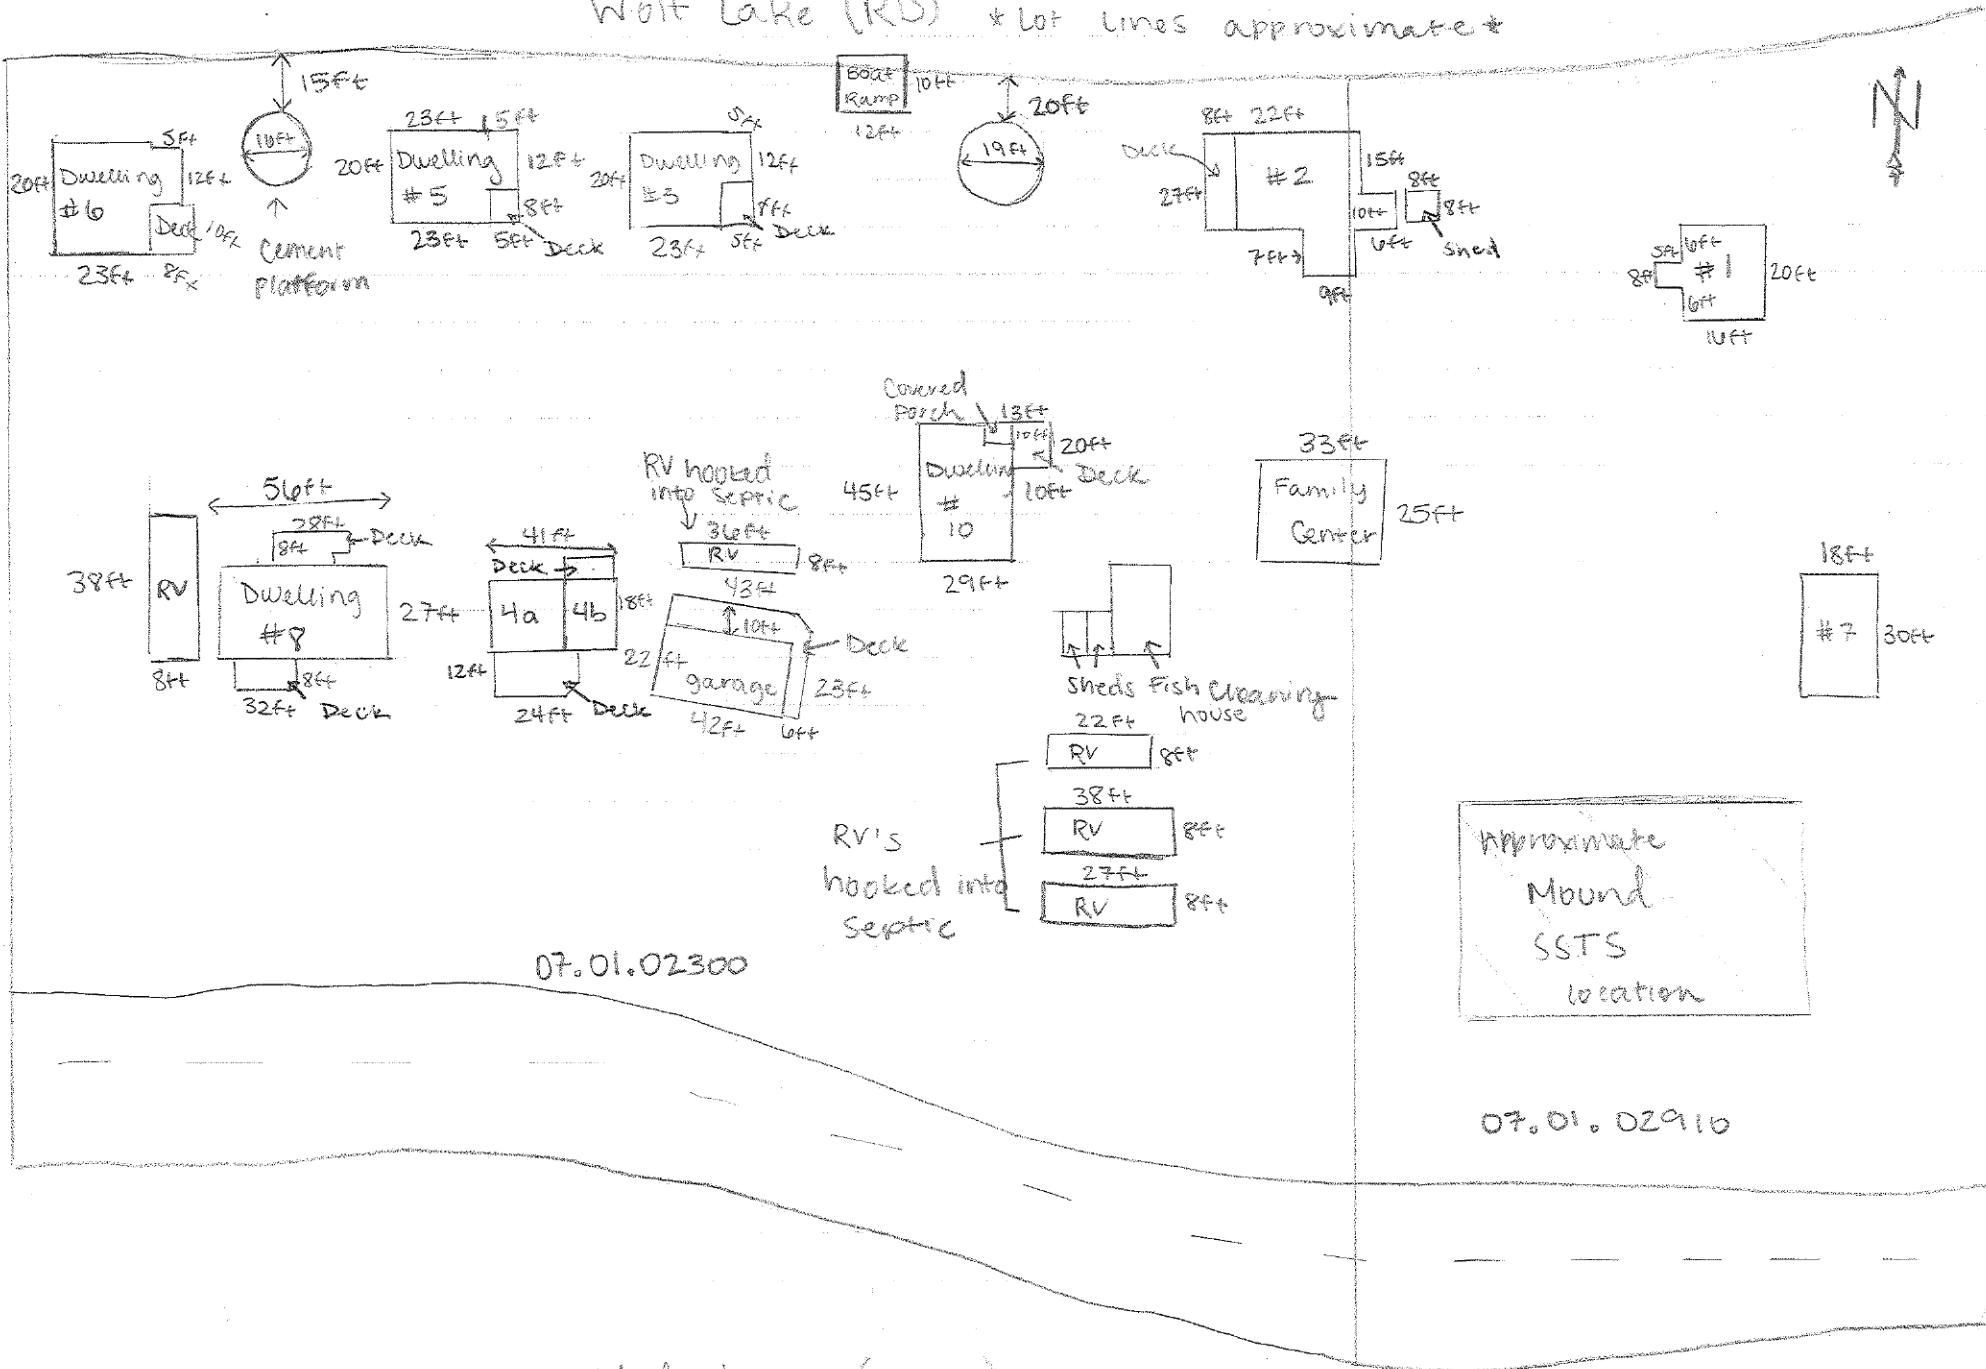 Wolf Lake (RD) *Lot lines approximate*
N
15ft
16ft
Cement
platform
5ft
20ft
Dwelling
#6
12ft
Deck
10ft
23ft
8ft
23ft
5ft
20ft
Dwelling
#5
12ft
8ft
23ft
5ft
Deck
5ft
20ft
Dwelling
#3
12ft
8ft
23ft
5ft
Deck
Boat
Ramp
10ft
12ft
20ft
19ft
8ft
22ft
Deck
#2
15ft
27ft
10ft
8ft
8ft
6ft
Shed
7ft
9ft
5ft
6ft
8ft
#1
20ft
6ft
16ft
38ft
RV
8ft
56ft
28ft
8ft
Deck
Dwelling
#8
27ft
8ft
32ft
Deck
41ft
Deck
4a
4b
18ft
12ft
24ft
Deck
RV hooked
into septic
36ft
RV
8ft
43ft
10ft
Deck
22ft
garage
23ft
42ft
6ft
Covered
Porch
13ft
10ft
20ft
Deck
45ft
Dwelling
#
10
10ft
29ft
33ft
Family
Center
25ft
Sheds
Fish Cleaning
house
22ft
RV
8ft
38ft
RV
8ft
27ft
RV
8ft
RV's
hooked into
Septic
18ft
#7
30ft
Approximate
Mound
SSTS
location
07.01.02300
07.01.02910